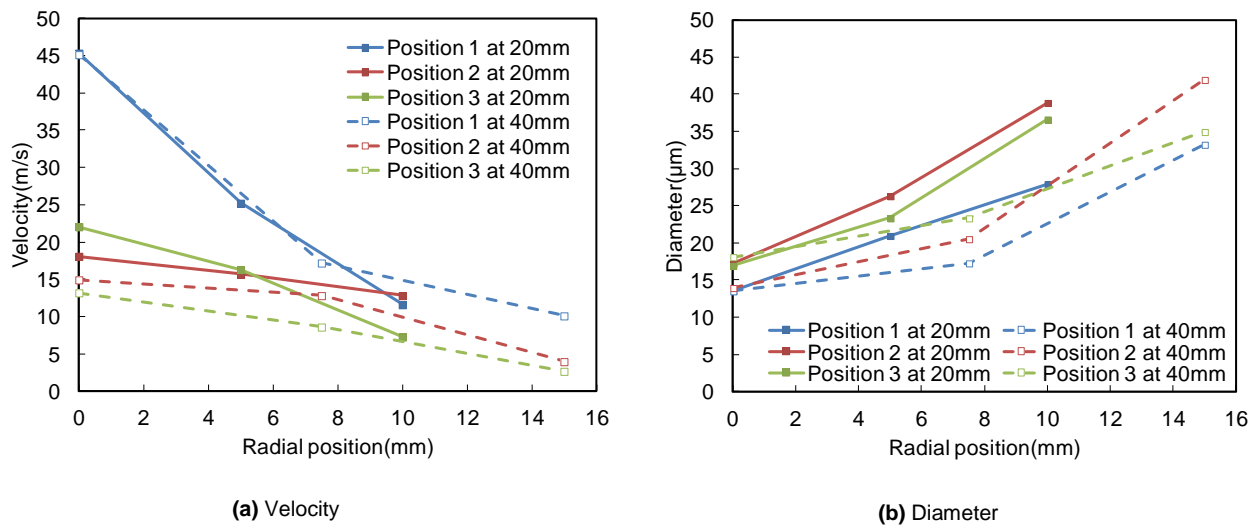 50
45
40
35
30
25
20
15
10
5
0
Velocity(m/s)
Position 1 at 20mm
Position 2 at 20mm
Position 3 at 20mm
Position 1 at 40mm
Position 2 at 40mm
Position 3 at 40mm
0 2 4 6 8 10 12 14 16
Radial position(mm)
(a) Velocity
50
45
40
35
30
25
20
15
10
5
0
Diameter(μm)
Position 1 at 20mm Position 1 at 40mm
Position 2 at 20mm Position 2 at 40mm
Position 3 at 20mm Position 3 at 40mm
0 2 4 6 8 10 12 14 16
Radial position(mm)
(b) Diameter